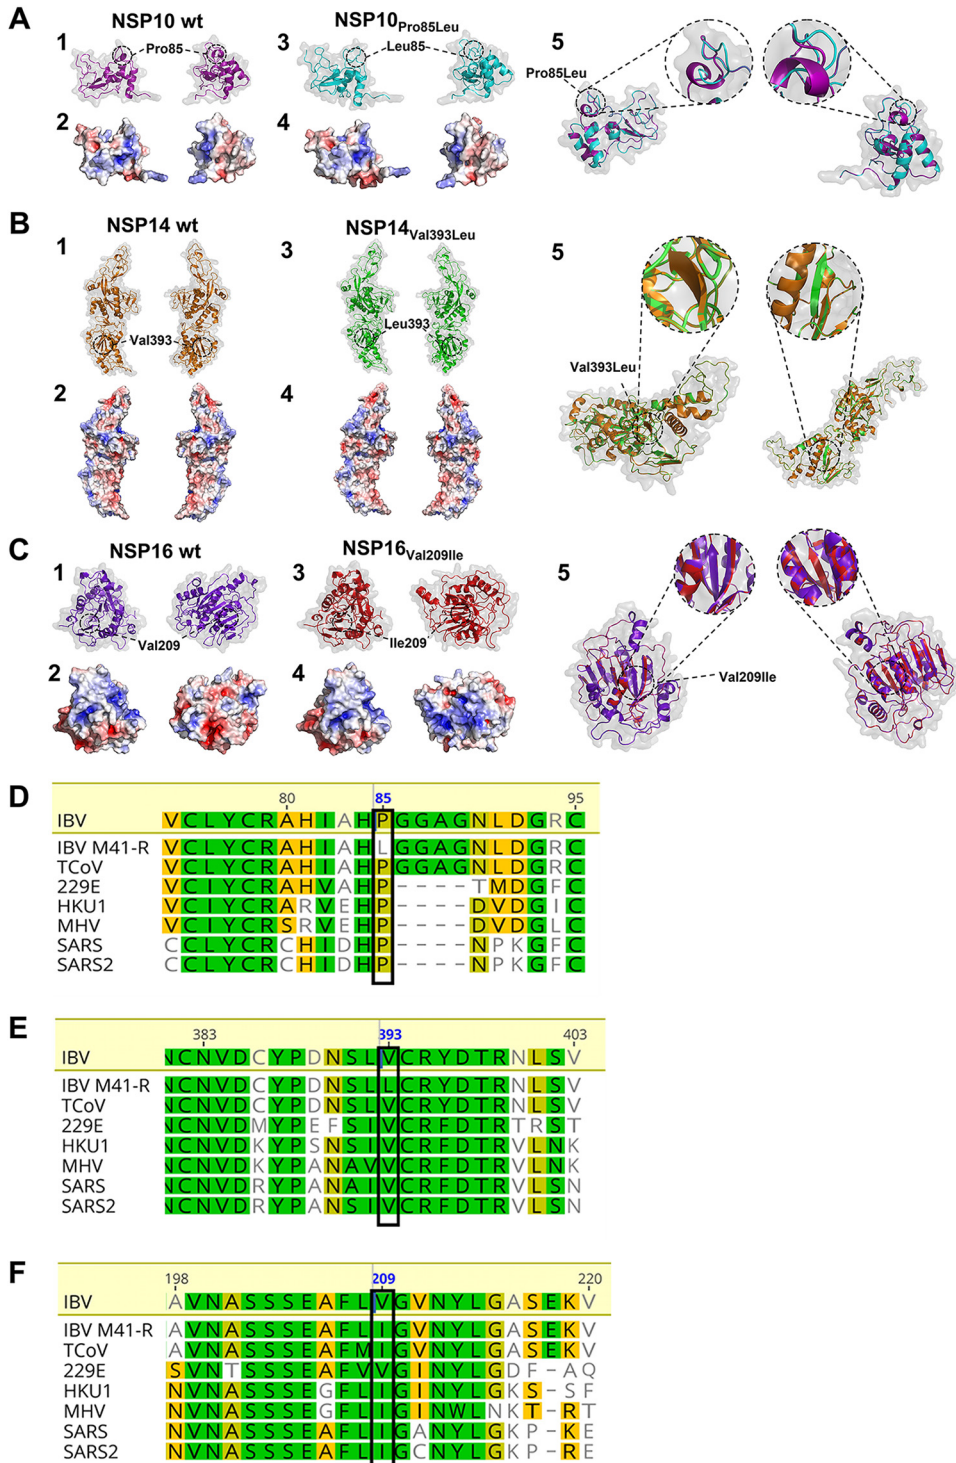 A
NSP10 wt
NSP10Pro85Leu
1
Pro85
3
Leu85
5
Pro85Leu
2
4
B
NSP14 wt
NSP14Val393Leu
1
3
5
Val393
Leu393
Val393Leu
2
4
C
NSP16 wt
NSP16Val209Ile
1
3
5
Val209
Ile209
Val209Ile
2
4
D
80 85 95
IBV VCLYCRAHIAHPGGAGNLDGRC
IBV M41-R VCLYCRAHIAHLGGAGNLDGRC
TCoV VCLYCRAHIAHPGGAGNLDGRC
229E VCIYCRAHVAHP----TMDGFC
HKU1 VCIYCRARVEHP----DVDGIC
MHV VCIYCRSRVEHP----DVDGLC
SARS CCLYCRCHIDHP----NPKGFC
SARS2 CCLYCRCHIDHP----NPKGFC
E
383 393 403
IBV NCNVDCYPDNSLVCRYDTRNLSV
IBV M41-R NCNVDCYPDNSLLCRYDTRNLSV
TCoV NCNVDCYPDNSLVCRYDTRNLSV
229E NCNVDMYPEFSIVCRFDTRTRST
HKU1 NCNVDKYPSNSIVCRFDTRVLNK
MHV NCNVDKYPANAVVCRFDTRVLNK
SARS NCNVDRYPANAIVCRFDTRVLSN
SARS2 NCNVDRYPANSIVCRFDTRVLSN
F
198 209 220
IBV AVNASSSEAFLVGVNYLGASEKV
IBV M41-R AVNASSSEAFLIGVNYLGASEKV
TCoV AVNASSSEAFMIGVNYLGASEKV
229E SVNTSSSEAFVVGINYLGDF-AQ
HKU1 NVNASSSEGFLIGINYLGKS-SF
MHV NVNASSSEGFLIGINWLNKT-RT
SARS NVNASSSEAFLIGANYLGKP-KE
SARS2 NVNASSSEAFLIGCNYLGKP-RE